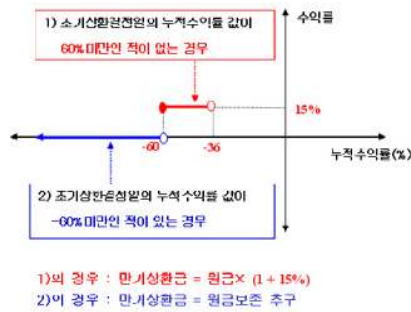 1) 조기상환결정일의 누적수익률 값이
60%미만인 적이 없는 경우
수익률
15%
-60
-36
누적수익률(%)
2) 조기상환결정일의 누적수익률 값이
-60%미만인 적이 있는 경우
1)의 경우 : 만기상환금 = 원금× (1 + 15%)
2)의 경우 : 만기상환금 = 원금보존 추구